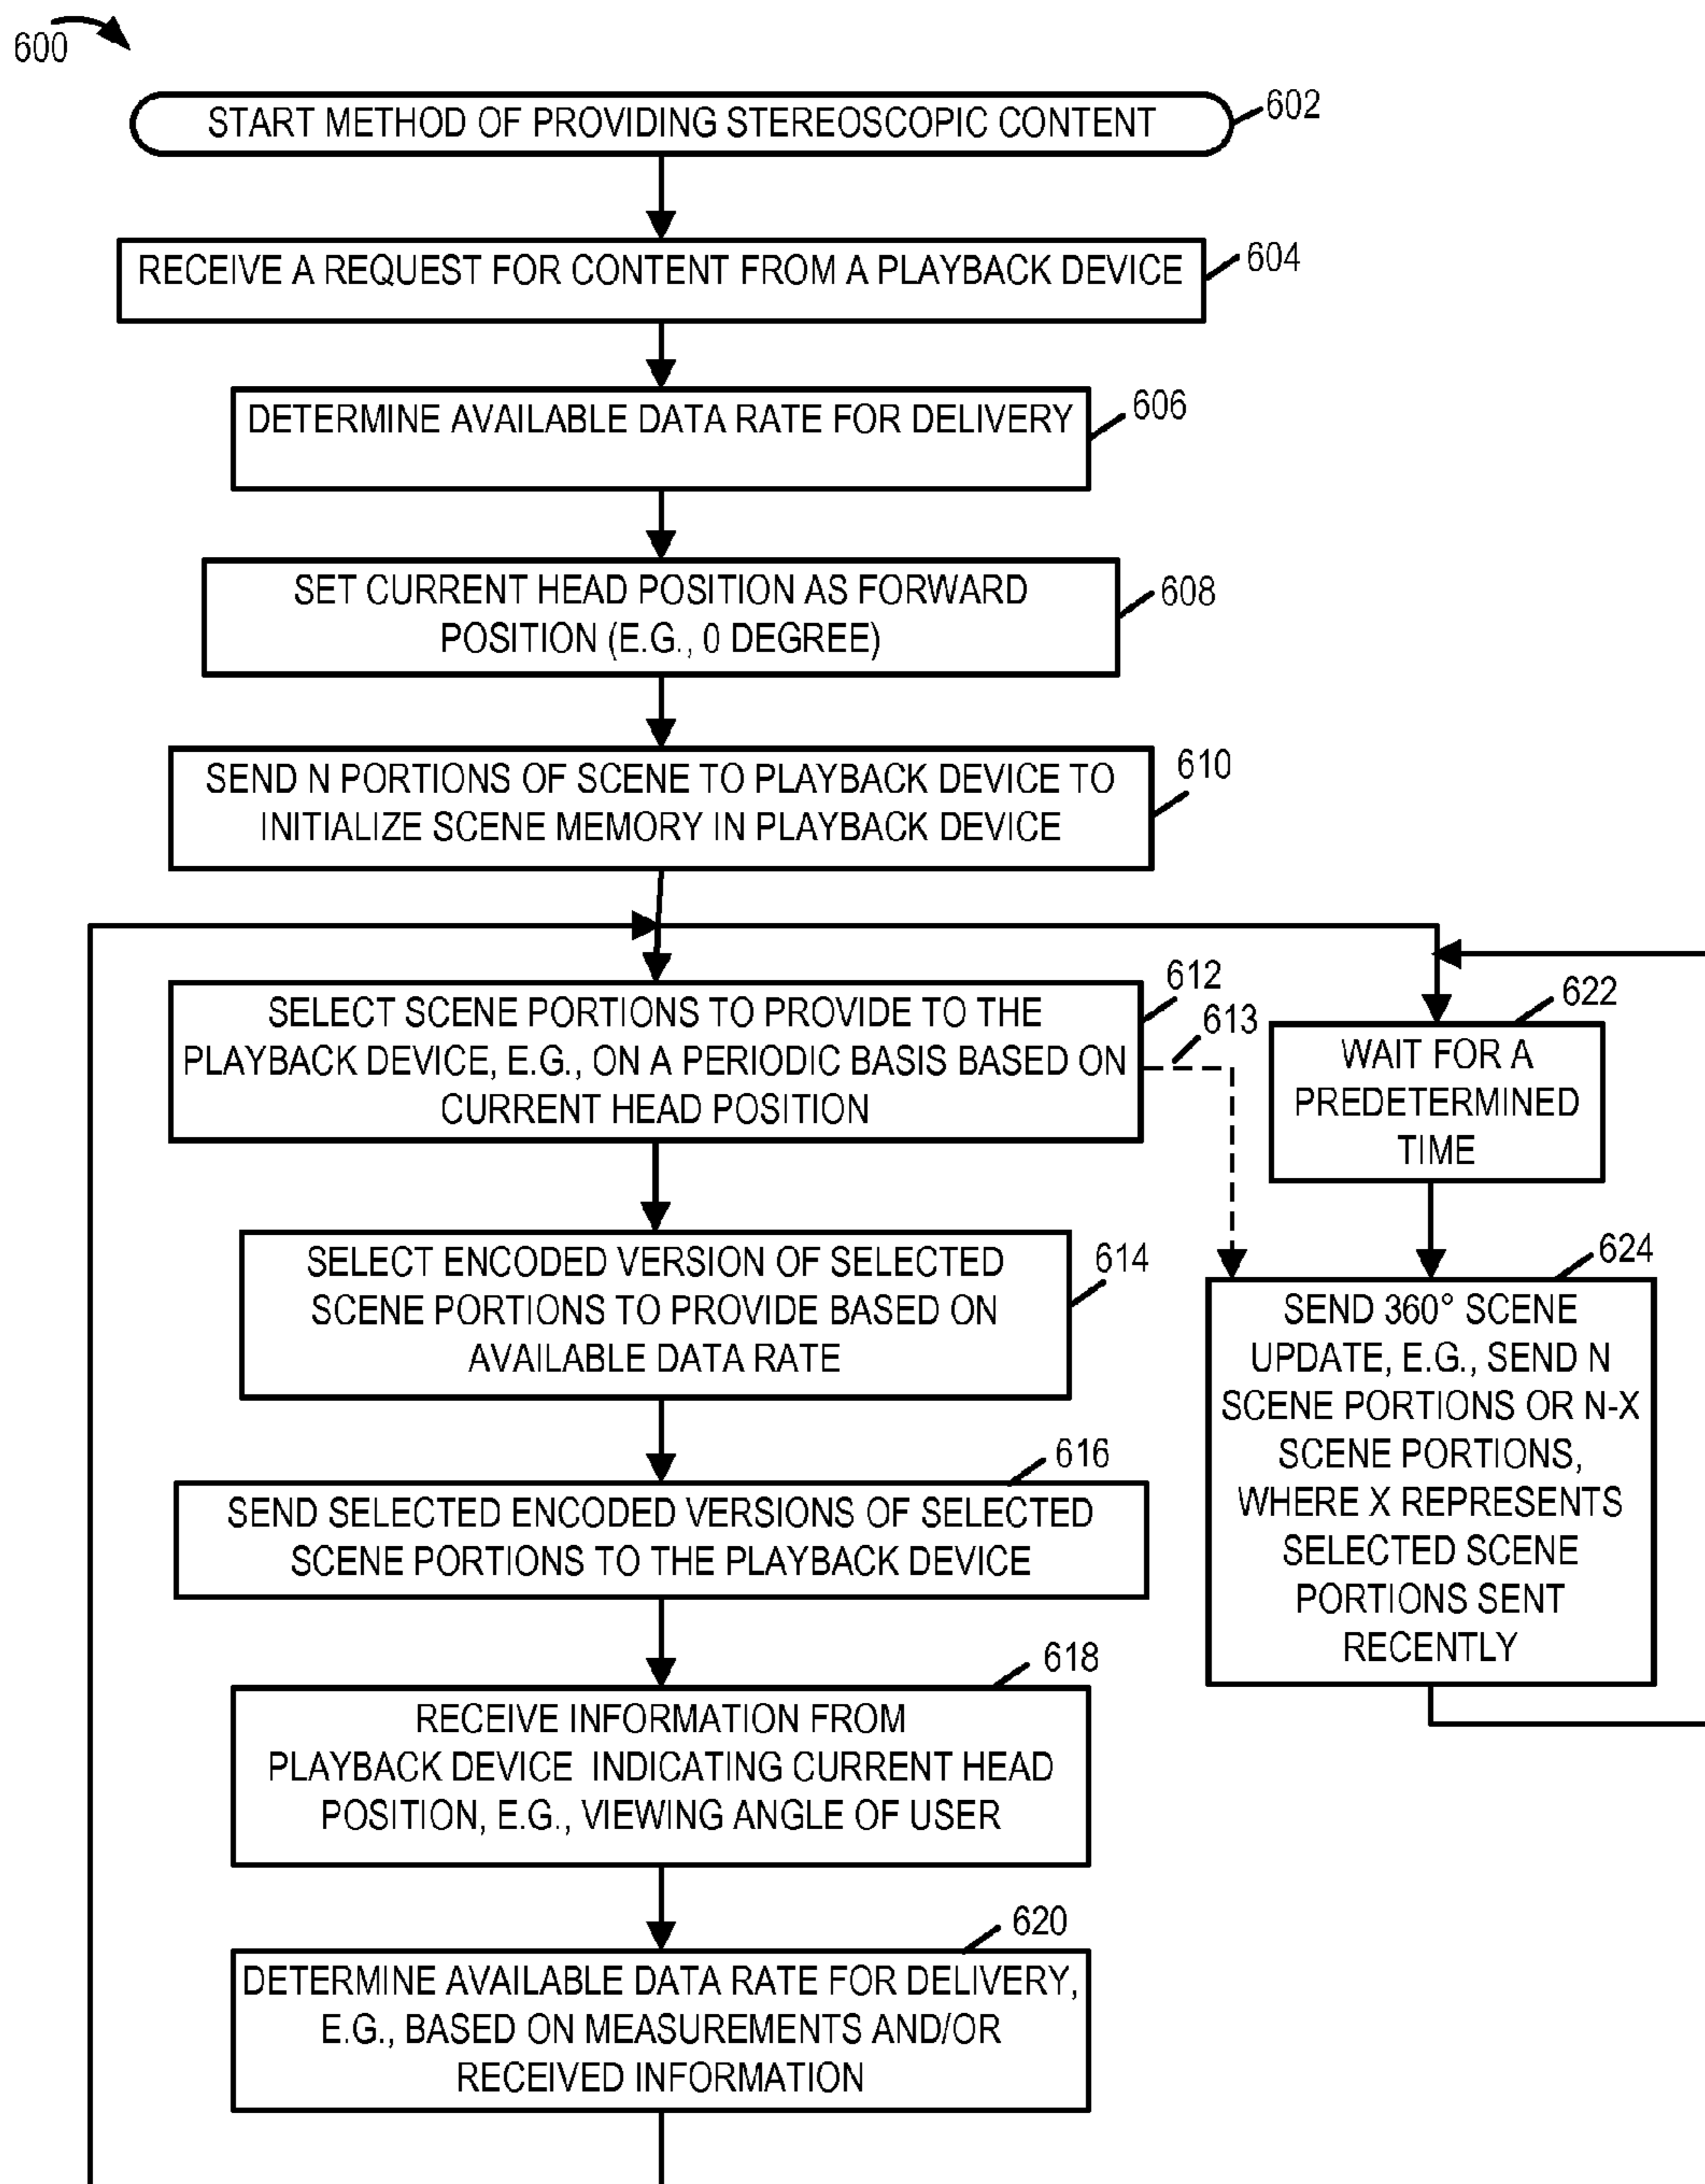 600
START METHOD OF PROVIDING STEREOSCOPIC CONTENT
602
RECEIVE A REQUEST FOR CONTENT FROM A PLAYBACK DEVICE
604
DETERMINE AVAILABLE DATA RATE FOR DELIVERY
606
SET CURRENT HEAD POSITION AS FORWARD
POSITION (E.G., 0 DEGREE)
608
SEND N PORTIONS OF SCENE TO PLAYBACK DEVICE TO
INITIALIZE SCENE MEMORY IN PLAYBACK DEVICE
610
SELECT SCENE PORTIONS TO PROVIDE TO THE
PLAYBACK DEVICE, E.G., ON A PERIODIC BASIS BASED ON
CURRENT HEAD POSITION
612
613
SELECT ENCODED VERSION OF SELECTED
SCENE PORTIONS TO PROVIDE BASED ON
AVAILABLE DATA RATE
614
SEND SELECTED ENCODED VERSIONS OF SELECTED
SCENE PORTIONS TO THE PLAYBACK DEVICE
616
RECEIVE INFORMATION FROM
PLAYBACK DEVICE INDICATING CURRENT HEAD
POSITION, E.G., VIEWING ANGLE OF USER
618
DETERMINE AVAILABLE DATA RATE FOR DELIVERY,
E.G., BASED ON MEASUREMENTS AND/OR
RECEIVED INFORMATION
620
WAIT FOR A
PREDETERMINED
TIME
622
SEND 360° SCENE
UPDATE, E.G., SEND N
SCENE PORTIONS OR N-X
SCENE PORTIONS,
WHERE X REPRESENTS
SELECTED SCENE
PORTIONS SENT
RECENTLY
624